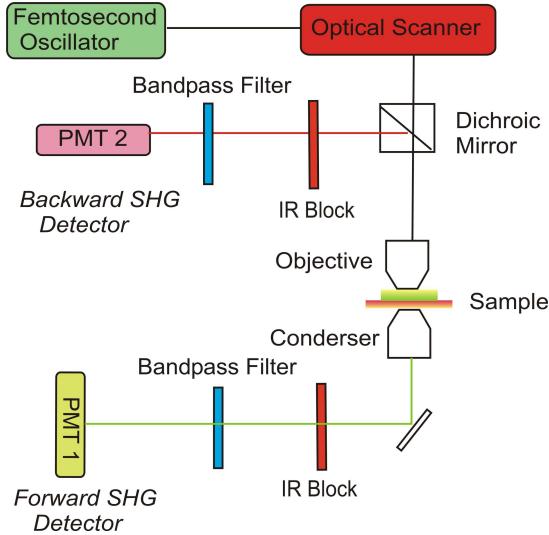 Femtosecond
Oscillator
Optical Scanner
Bandpass Filter
PMT 2
Dichroic
Mirror
Backward SHG
Detector
IR Block
Objective
Sample
Conderser
Bandpass Filter
PMT 1
IR Block
Forward SHG
Detector